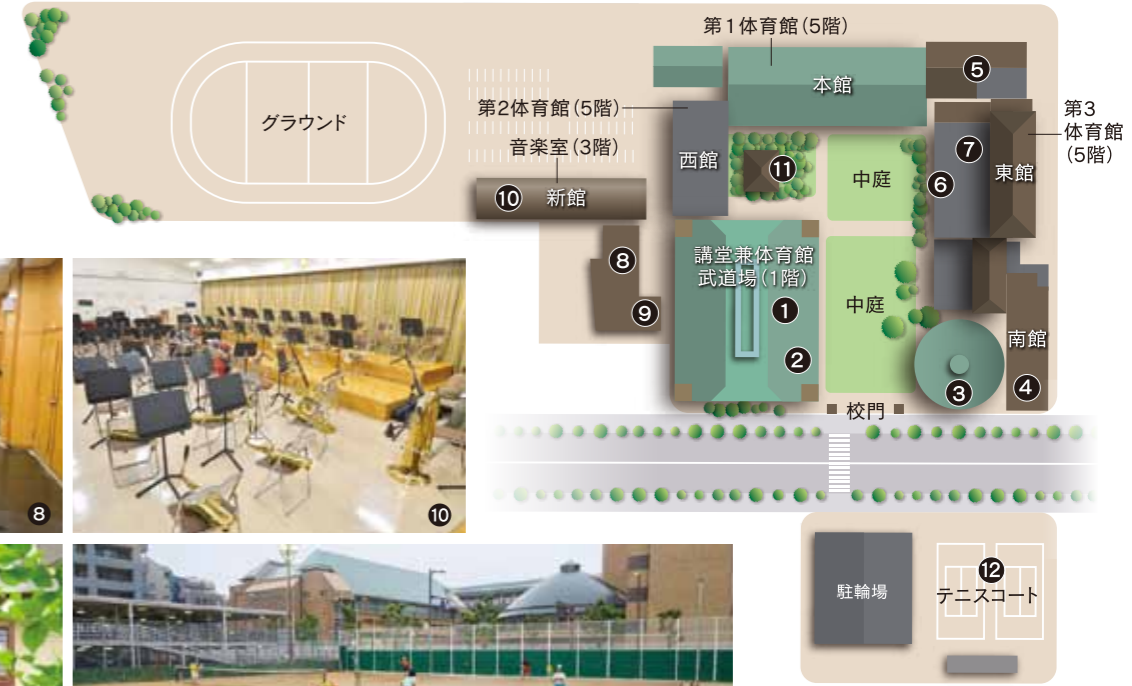 第1体育館（5階）
本館
5
第2体育館（5階）
第3
体育館
（5階）
グラウンド
音楽室（3階）
西館
11
中庭
7
6
東館
10
新館
講堂兼体育館
武道場（1階）
8
9
1
2
中庭
南館
3
4
校門
8
10
12
駐輪場
テニスコート